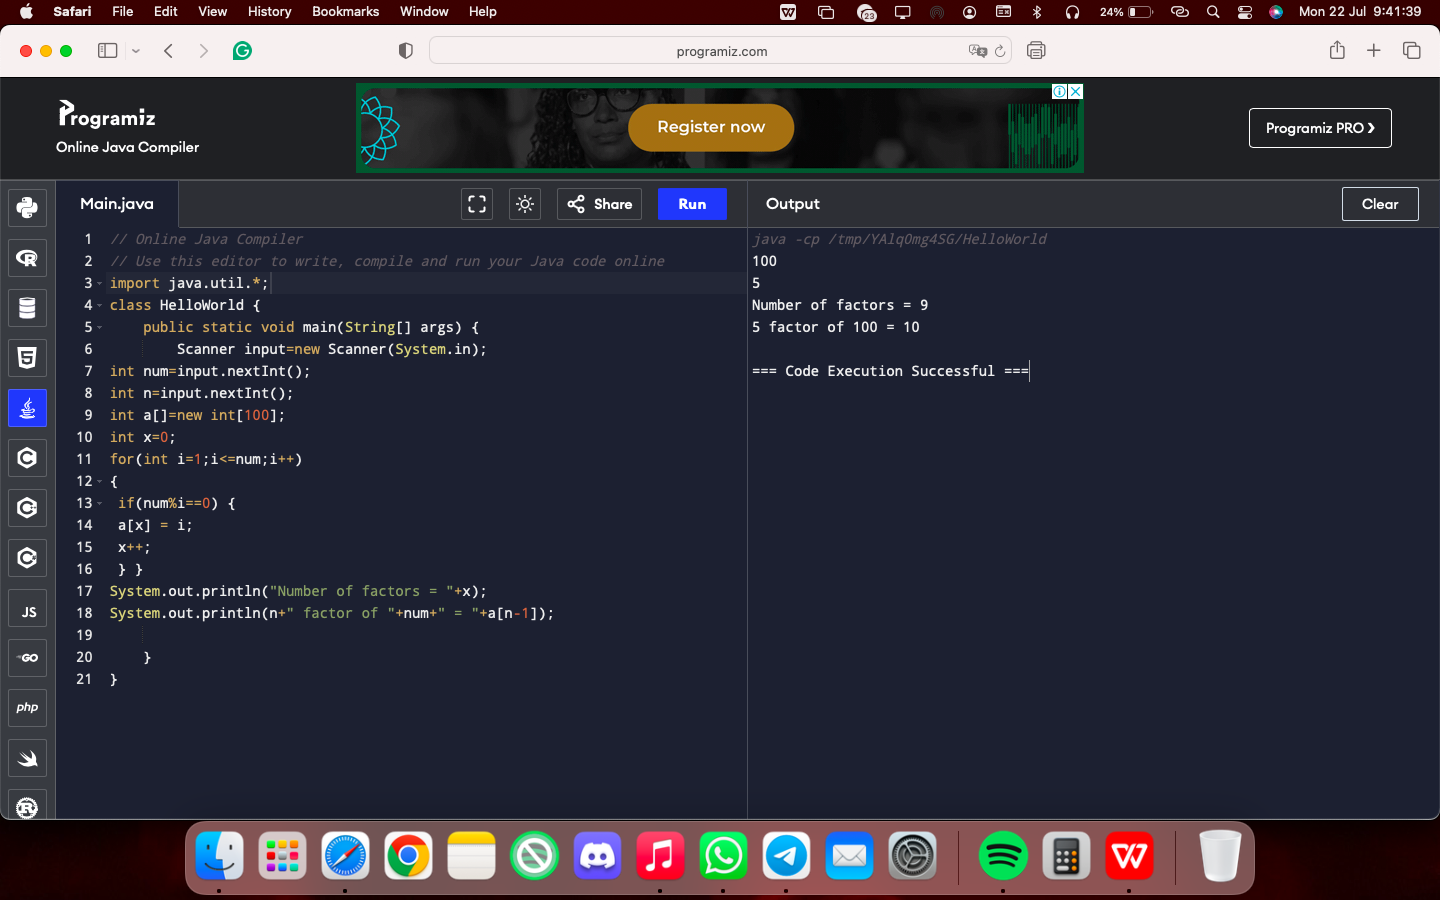 Safari File Edit View History Bookmarks Window Help 23 24% Mon 22 Jul 9:41:39
programiz.com
Programiz
Online Java Compiler
Register now
Programiz PRO ❯
Main.java
Share
Run
Output
Clear
1 // Online Java Compiler
2 // Use this editor to write, compile and run your Java code online
3 import java.util.*;
4 class HelloWorld {
5 public static void main(String[] args) {
6 Scanner input=new Scanner(System.in);
7 int num=input.nextInt();
8 int n=input.nextInt();
9 int a[]=new int[100];
10 int x=0;
11 for(int i=1;i<=num;i++)
12 {
13 if(num%i==0) {
14 a[x] = i;
15 x++;
16 } }
17 System.out.println("Number of factors = "+x);
18 System.out.println(n+" factor of "+num+" = "+a[n-1]);
19
20 }
21 }
java -cp /tmp/YAlqOmg4SG/HelloWorld
100
5
Number of factors = 9
5 factor of 100 = 10
=== Code Execution Successful ===
R
5
C
C
C
JS
GO
php
R